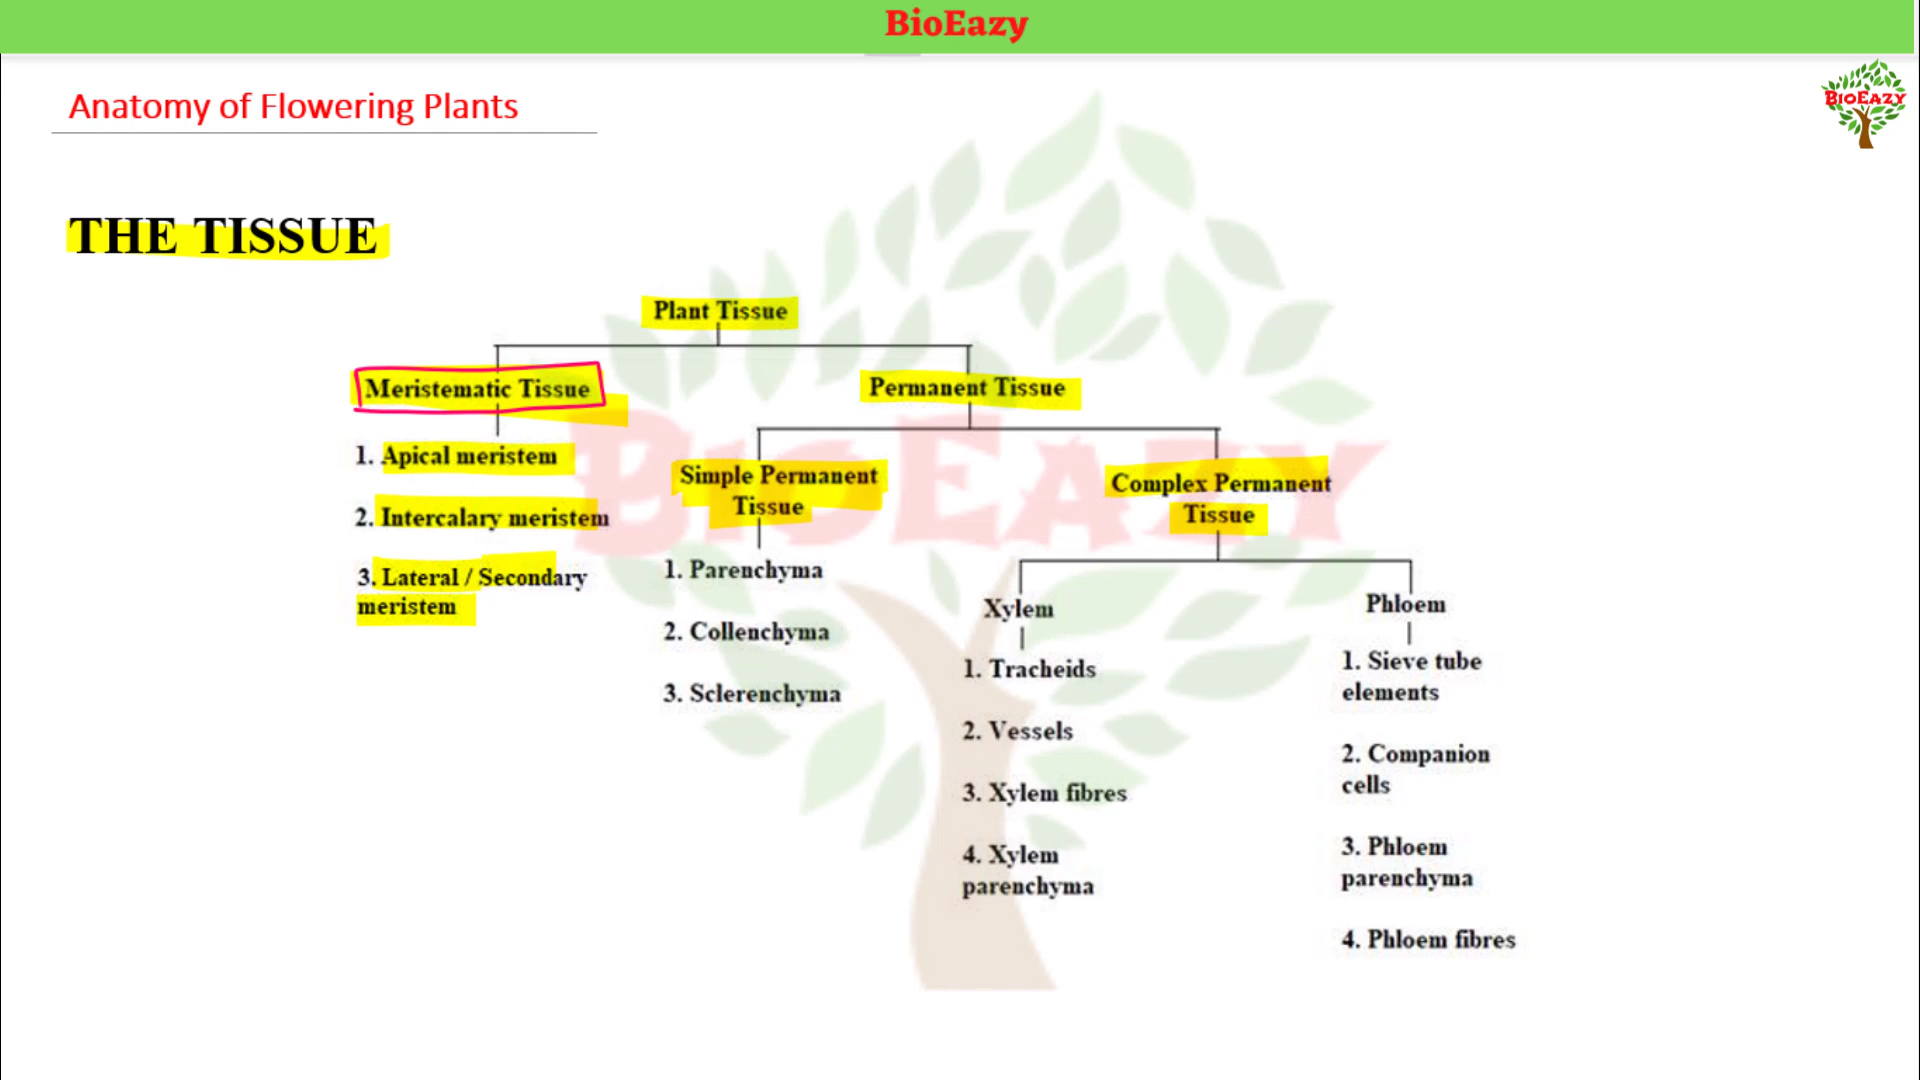 BioEazy
BIOEAZY
Anatomy of Flowering Plants
THE TISSUE
Plant Tissue
Meristematic Tissue
Permanent Tissue
1. Apical meristem
2. Intercalary meristem
3. Lateral / Secondary
meristem
Simple Permanent
Tissue
1. Parenchyma
2. Collenchyma
3. Sclerenchyma
Complex Permanent
Tissue
Xylem
1. Tracheids
2. Vessels
3. Xylem fibres
4. Xylem
parenchyma
Phloem
1. Sieve tube
elements
2. Companion
cells
3. Phloem
parenchyma
4. Phloem fibres
BIOEAZY